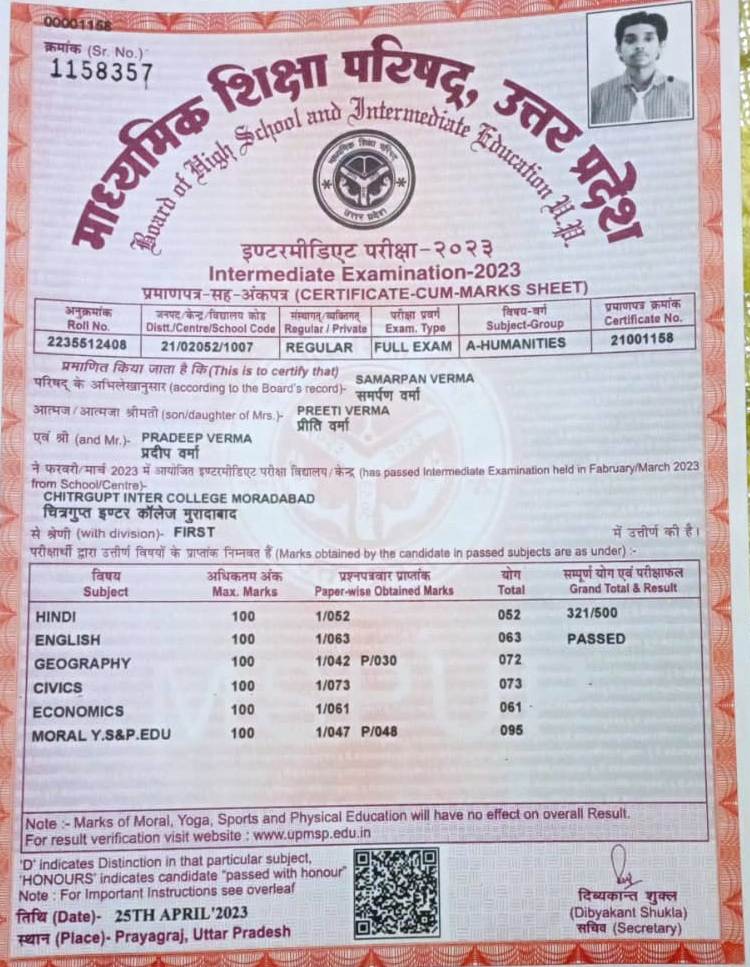 00001158
क्रमांक (Sr. No.)
1158357
माध्यमिक शिक्षा परिषद्, उत्तर प्रदेश
Board of High School and Intermediate Education U.P.
माध्यमिक शिक्षा परिषद
उत्तर प्रदेश
इण्टरमीडिएट परीक्षा-२०२३
Intermediate Examination-2023
प्रमाणपत्र-सह-अंकपत्र (CERTIFICATE-CUM-MARKS SHEET)
अनुक्रमांक जनपद/केन्द्र/विद्यालय कोड संस्थागत/व्यक्तिगत परीक्षा प्रवर्ग विषय-वर्ग प्रमाणपत्र क्रमांक
Roll No. Distt./Centre/School Code Regular / Private Exam. Type Subject-Group Certificate No.
2235512408 21/02052/1007 REGULAR FULL EXAM A-HUMANITIES 21001158
प्रमाणित किया जाता है कि (This is to certify that)
परिषद् के अभिलेखानुसार (according to the Board's record)- SAMARPAN VERMA
समर्पण वर्मा
आत्मज/आत्मजा श्रीमती (son/daughter of Mrs.)- PREETI VERMA
प्रीति वर्मा
एवं श्री (and Mr.)- PRADEEP VERMA
प्रदीप वर्मा
ने फरवरी/मार्च 2023 में आयोजित इण्टरमीडिएट परीक्षा विद्यालय/केन्द्र (has passed Intermediate Examination held in Fabruary/March 2023
from School/Centre)-
CHITRGUPT INTER COLLEGE MORADABAD
चित्रगुप्त इण्टर कॉलेज मुरादाबाद
से श्रेणी (with division)- FIRST में उत्तीर्ण की है।
परीक्षार्थी द्वारा उत्तीर्ण विषयों के प्राप्तांक निम्नवत हैं (Marks obtained by the candidate in passed subjects are as under) :-
विषय अधिकतम अंक प्रश्नपत्रवार प्राप्तांक योग सम्पूर्ण योग एवं परीक्षाफल
Subject Max. Marks Paper-wise Obtained Marks Total Grand Total & Result
HINDI 100 1/052 052 321/500
ENGLISH 100 1/063 063 PASSED
GEOGRAPHY 100 1/042 P/030 072
CIVICS 100 1/073 073
ECONOMICS 100 1/061 061
MORAL Y.S&P.EDU 100 1/047 P/048 095
Note :- Marks of Moral, Yoga, Sports and Physical Education will have no effect on overall Result.
For result verification visit website : www.upmsp.edu.in
'D' indicates Distinction in that particular subject,
'HONOURS' indicates candidate "passed with honour"
Note : For Important Instructions see overleaf
तिथि (Date)- 25TH APRIL'2023
स्थान (Place)- Prayagraj, Uttar Pradesh
दिब्यकान्त शुक्ल
(Dibyakant Shukla)
सचिव (Secretary)